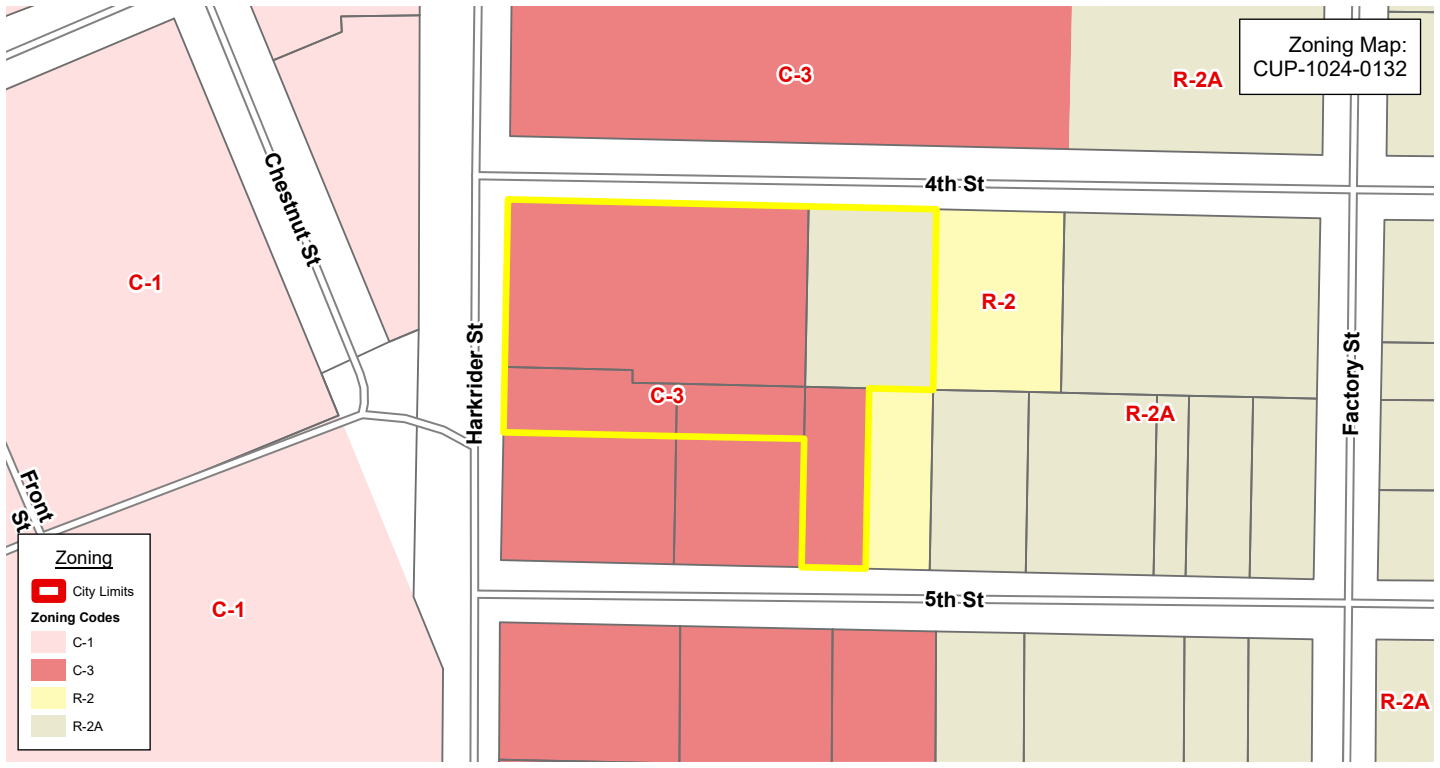 Zoning Map:
CUP-1024-0132
C-3
R-2A
4th St
Chestnut St
C-1
R-2
Harkrider St
C-3
R-2A
Factory St
Front
St
5th St
C-1
R-2A
Zoning
City Limits
Zoning Codes
C-1
C-3
R-2
R-2A